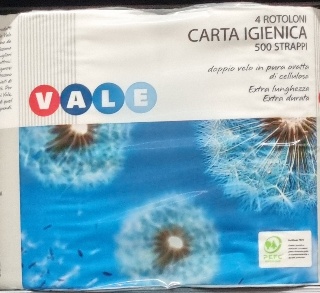 4 ROTOLONI
CARTA IGIENICA
500 STRAPPI
doppio velo in pura ovatta
di cellulosa
Extra lunghezza
Extra durata
VALE
PEFC